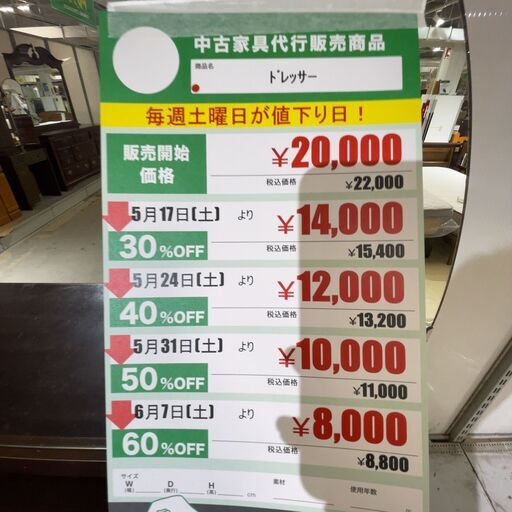 中古家具代行販売商品
商品名
ドレッサー
毎週土曜日が値下り日！
販売開始
価格
¥20,000
税込価格 ¥22,000
5月17日(土) より
30%OFF
¥14,000
税込価格 ¥15,400
5月24日(土) より
40%OFF
¥12,000
税込価格 ¥13,200
5月31日(土) より
50%OFF
¥10,000
税込価格 ¥11,000
6月7日(土) より
60%OFF
¥8,000
税込価格 ¥8,800
サイズ
W(幅) D(奥行) H(高) cm
素材
使用年数